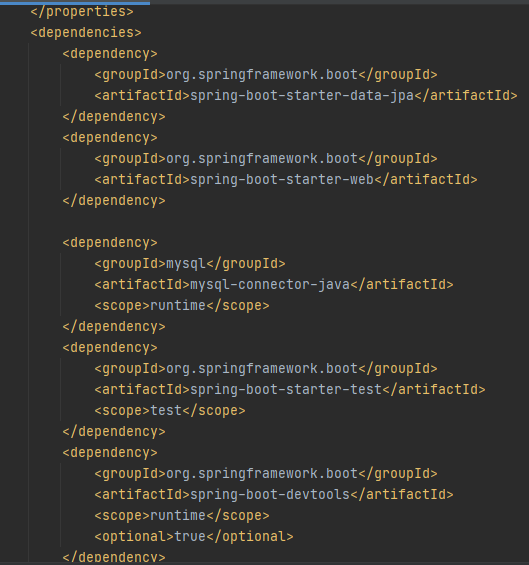 </properties>
<dependencies>
<dependency>
<groupId>org.springframework.boot</groupId>
<artifactId>spring-boot-starter-data-jpa</artifactId>
</dependency>
<dependency>
<groupId>org.springframework.boot</groupId>
<artifactId>spring-boot-starter-web</artifactId>
</dependency>
<dependency>
<groupId>mysql</groupId>
<artifactId>mysql-connector-java</artifactId>
<scope>runtime</scope>
</dependency>
<dependency>
<groupId>org.springframework.boot</groupId>
<artifactId>spring-boot-starter-test</artifactId>
<scope>test</scope>
</dependency>
<dependency>
<groupId>org.springframework.boot</groupId>
<artifactId>spring-boot-devtools</artifactId>
<scope>runtime</scope>
<optional>true</optional>
</dependency>